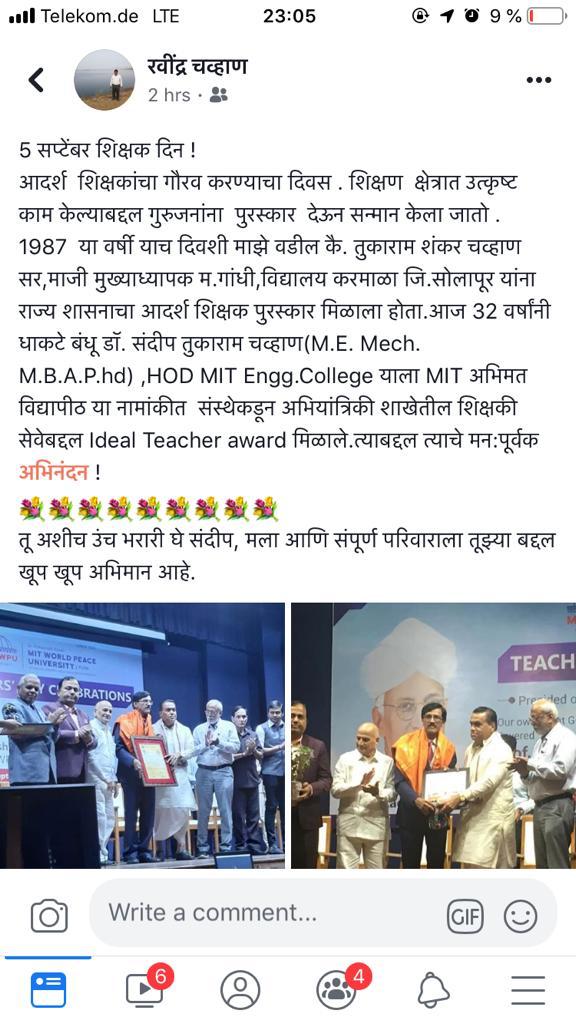 Telekom.de LTE 23:05 9 %
रवींद्र चव्हाण
2 hrs ·
5 सप्टेंबर शिक्षक दिन !
आदर्श शिक्षकांचा गौरव करण्याचा दिवस . शिक्षण क्षेत्रात उत्कृष्ट
काम केल्याबद्दल गुरुजनांना पुरस्कार देऊन सन्मान केला जातो .
1987 या वर्षी याच दिवशी माझे वडील कै. तुकाराम शंकर चव्हाण
सर,माजी मुख्याध्यापक म.गांधी,विद्यालय करमाळा जि.सोलापूर यांना
राज्य शासनाचा आदर्श शिक्षक पुरस्कार मिळाला होता.आज 32 वर्षांनी
धाकटे बंधू डॉ. संदीप तुकाराम चव्हाण(M.E. Mech.
M.B.A.P.hd) ,HOD MIT Engg.College याला MIT अभिमत
विद्यापीठ या नामांकीत संस्थेकडून अभियांत्रिकी शाखेतील शिक्षकी
सेवेबद्दल Ideal Teacher award मिळाले.त्याबद्दल त्याचे मन:पूर्वक
अभिनंदन !
💐💐💐💐💐💐💐💐💐
तू अशीच उंच भरारी घे संदीप, मला आणि संपूर्ण परिवाराला तूझ्या बद्दल
खूप खूप अभिमान आहे.
MIT WORLD PEACE
UNIVERSITY
TEACH
Write a comment...
GIF
6
4